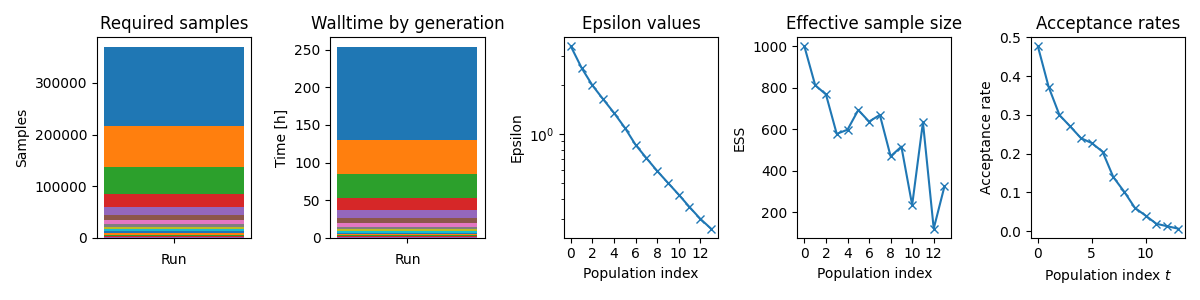 Required samples
Samples
300000
200000
100000
0
Run
Walltime by generation
Time [h]
250
200
150
100
50
0
Run
Epsilon values
Epsilon
10⁰
0 2 4 6 8 10 12
Population index
Effective sample size
ESS
1000
800
600
400
200
0 2 4 6 8 10 12
Population index
Acceptance rates
Acceptance rate
0.5
0.4
0.3
0.2
0.1
0.0
0 5 10
Population index t